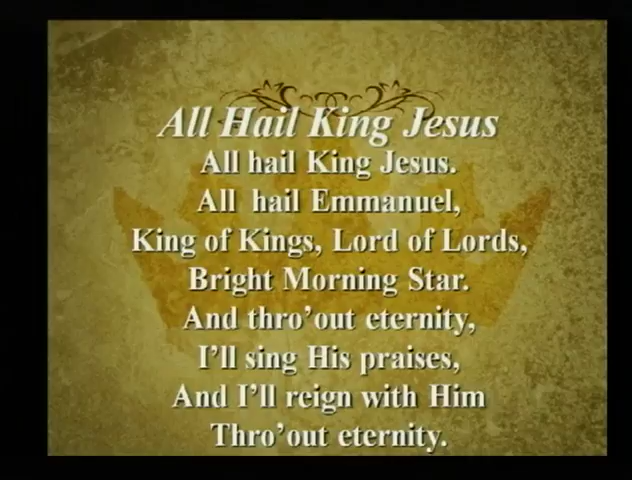 All Hail King Jesus
All hail King Jesus.
All hail Emmanuel,
King of Kings, Lord of Lords,
Bright Morning Star.
And thro’out eternity,
I’ll sing His praises,
And I’ll reign with Him
Thro’out eternity.